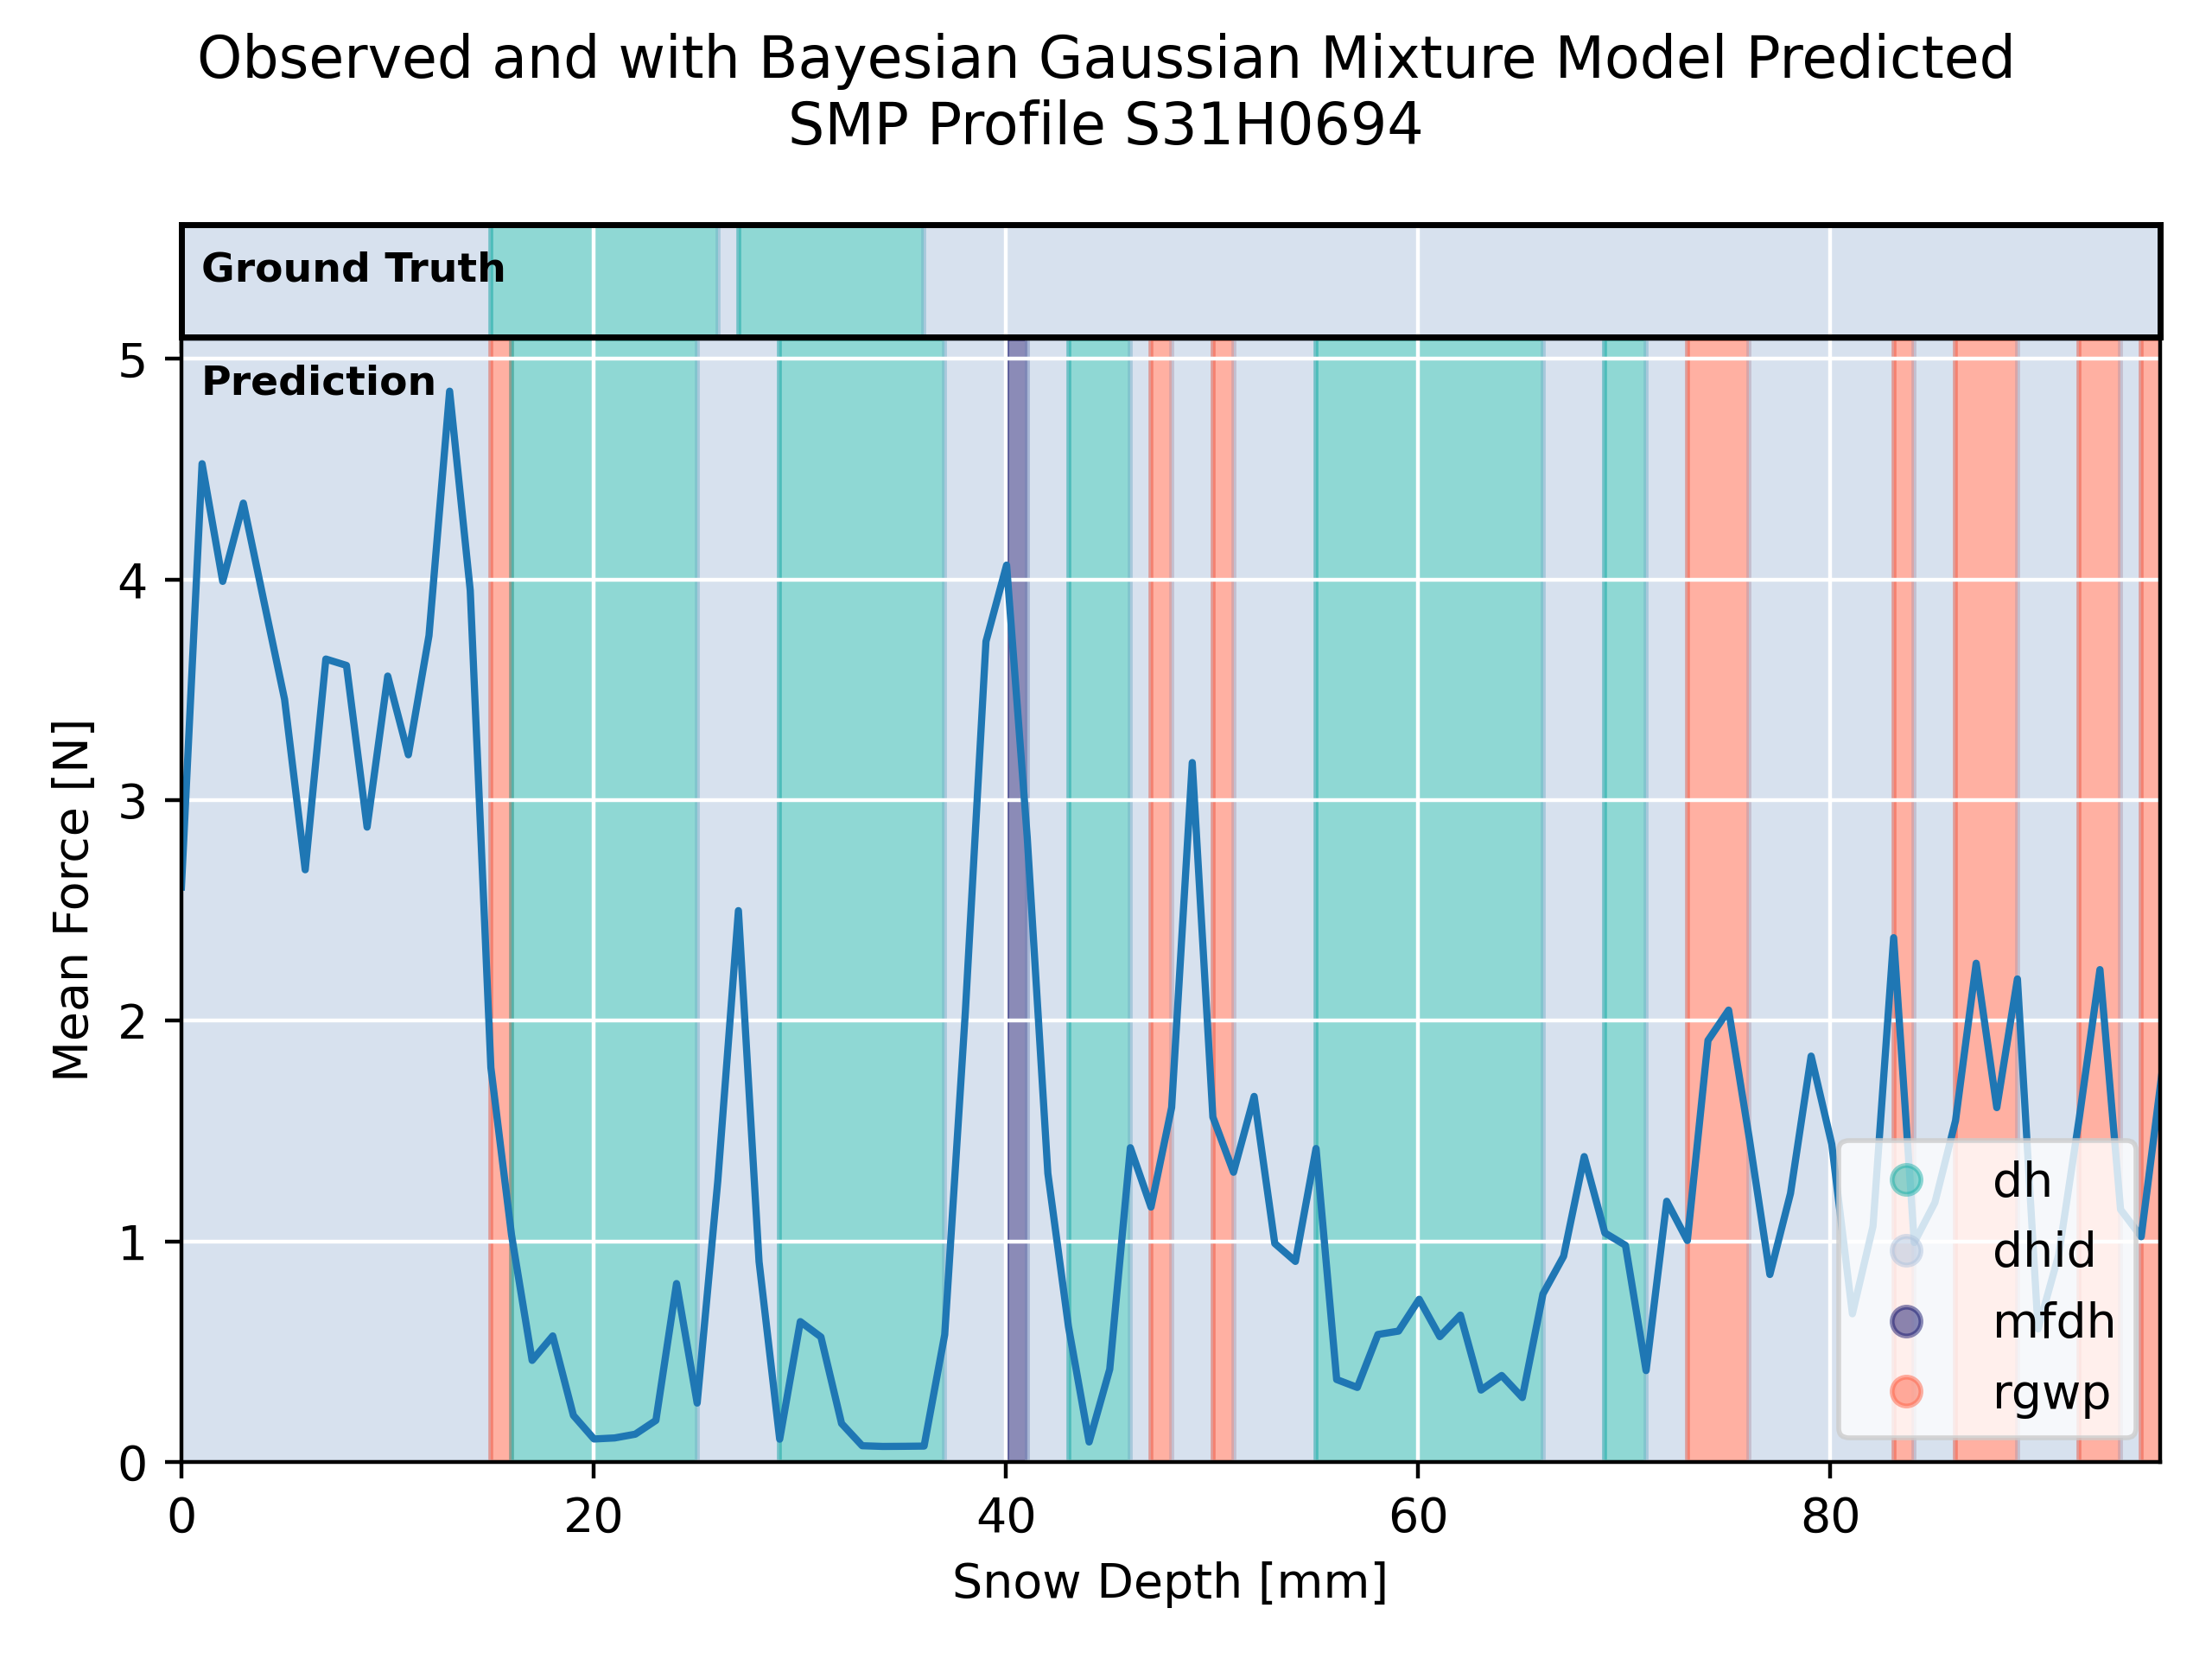 Observed and with Bayesian Gaussian Mixture Model Predicted
SMP Profile S31H0694
Ground Truth
Prediction
5
4
3
2
1
0
Mean Force [N]
dh
dhid
mfdh
rgwp
0 20 40 60 80
Snow Depth [mm]